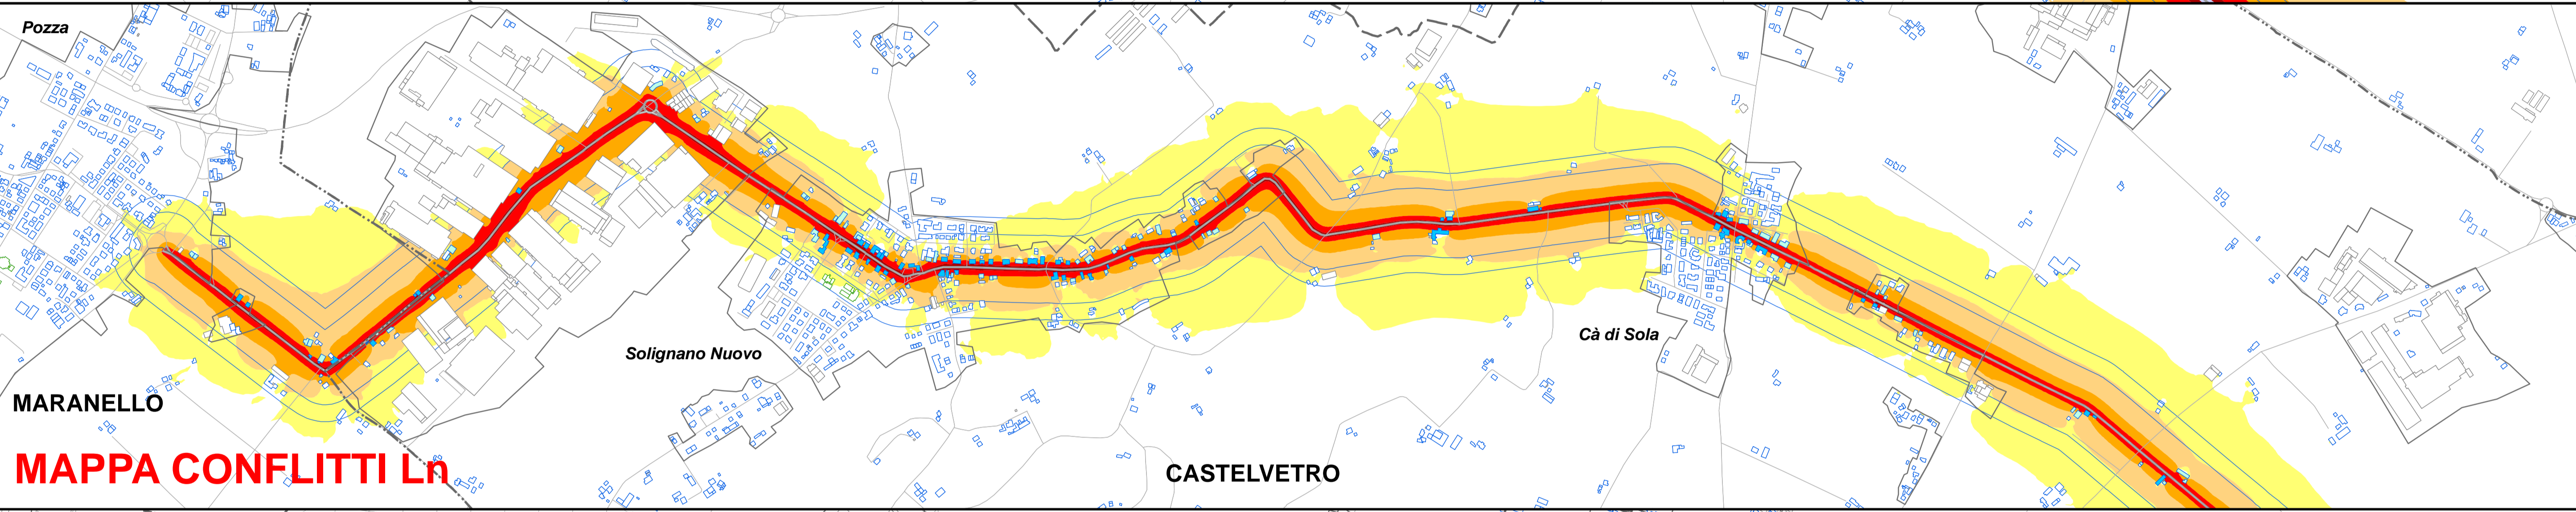 Pozza
Solignano Nuovo
Cà di Sola
MARANELLO
MAPPA CONFLITTI Ln
CASTELVETRO